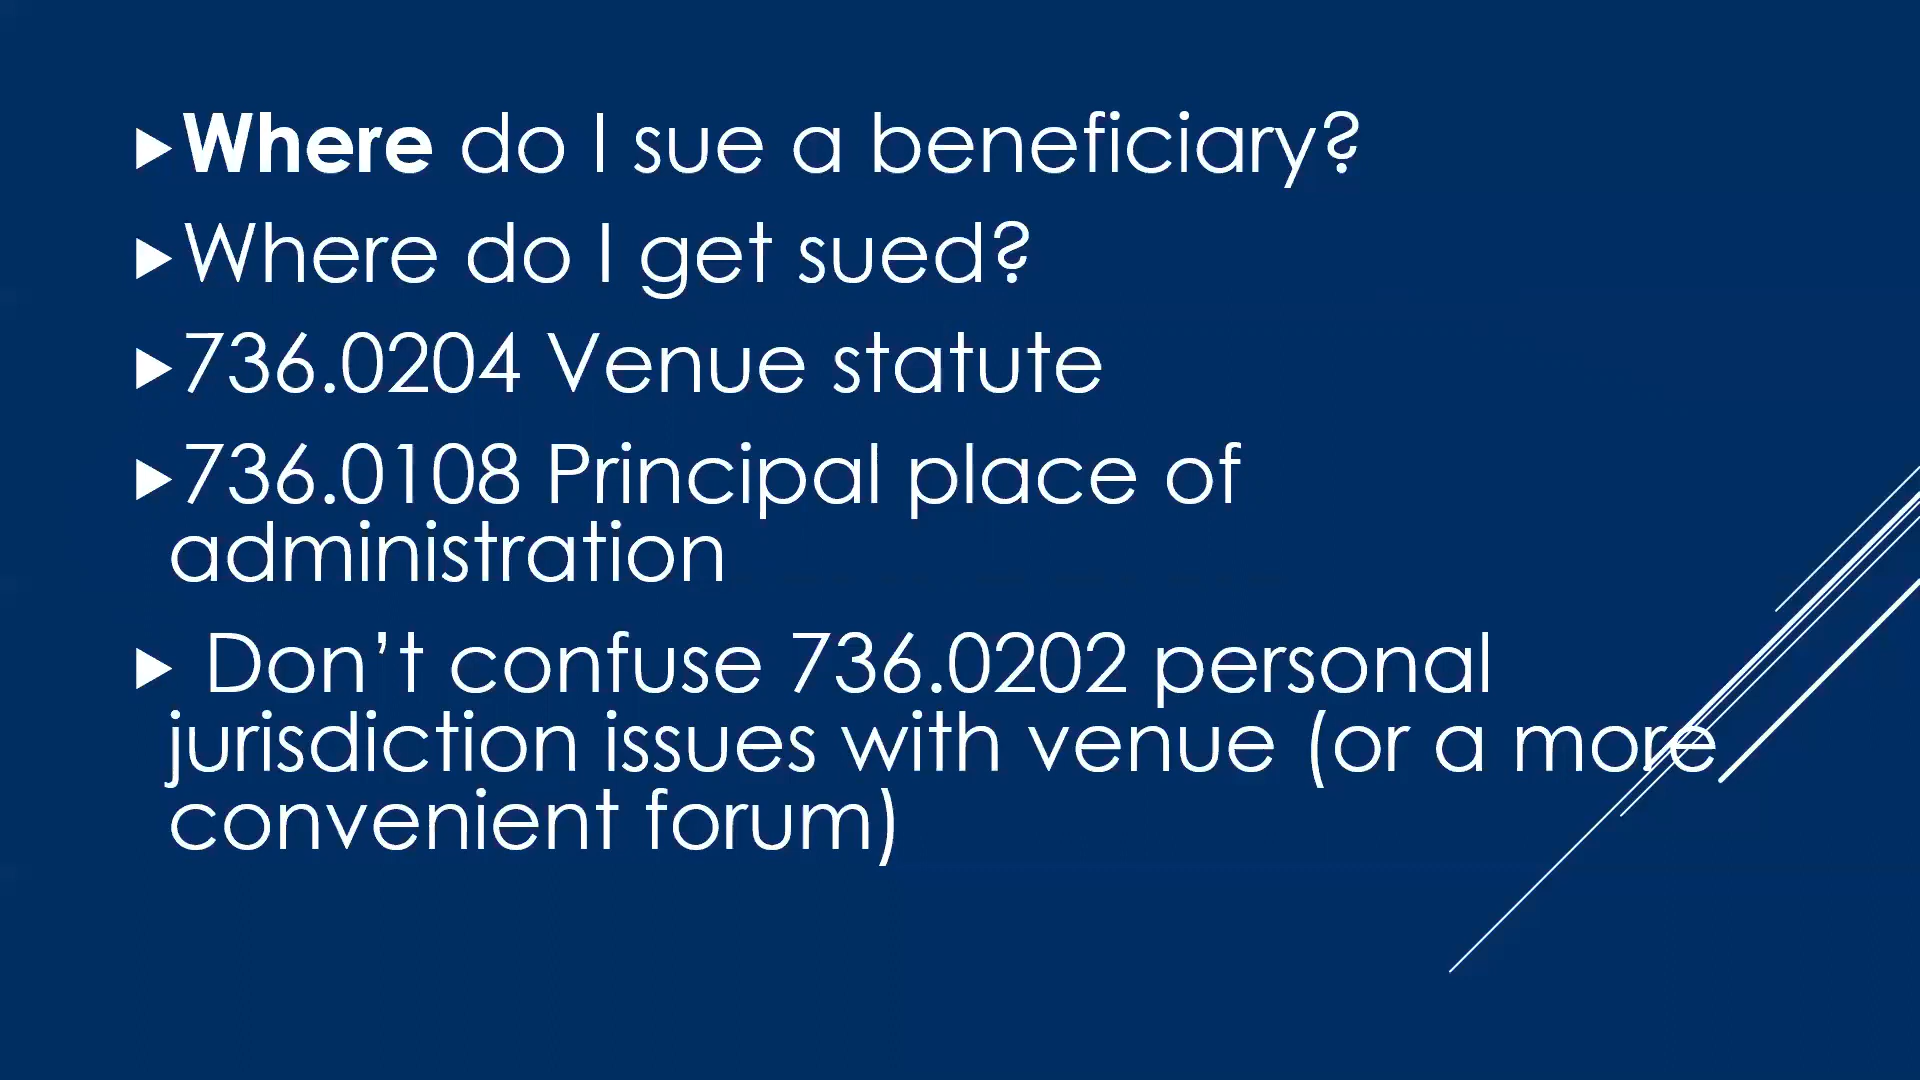 Where do I sue a beneficiary?
Where do I get sued?
736.0204 Venue statute
736.0108 Principal place of
administration
Don’t confuse 736.0202 personal
jurisdiction issues with venue (or a more
convenient forum)